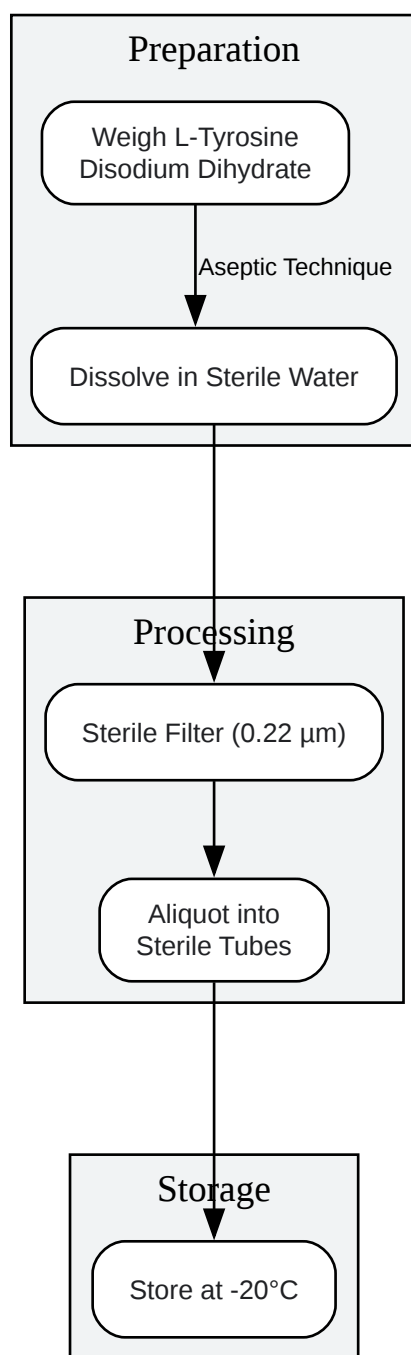 Preparation
Weigh L-Tyrosine
Disodium Dihydrate
Aseptic Technique
Dissolve in Sterile Water
Processing
Sterile Filter (0.22 µm)
Aliquot into
Sterile Tubes
Storage
Store at -20°C